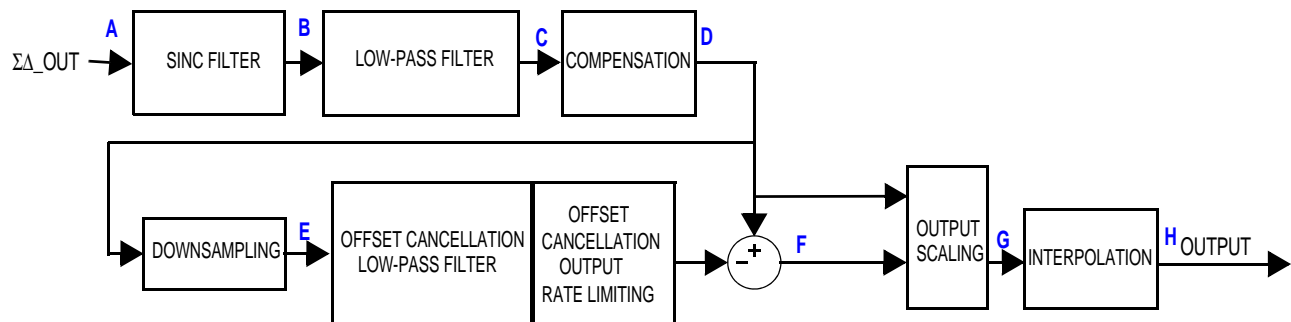 A
B
C
D
ΣΔ_OUT
SINC FILTER
LOW-PASS FILTER
COMPENSATION
DOWNSAMPLING
E
OFFSET CANCELLATION
LOW-PASS FILTER
OFFSET
CANCELLATION
OUTPUT
RATE LIMITING
- +
F
OUTPUT
SCALING
G
INTERPOLATION
H
OUTPUT